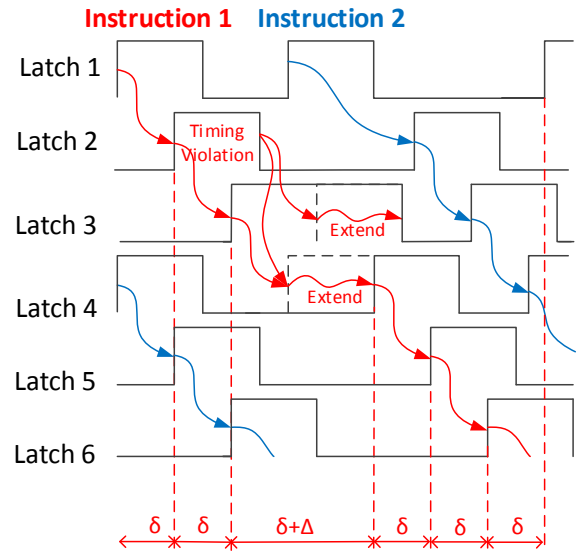 Instruction 1 Instruction 2
Latch 1
Latch 2
Timing
Violation
Latch 3
Extend
Latch 4
Extend
Latch 5
Latch 6
δ δ δ+Δ δ δ δ